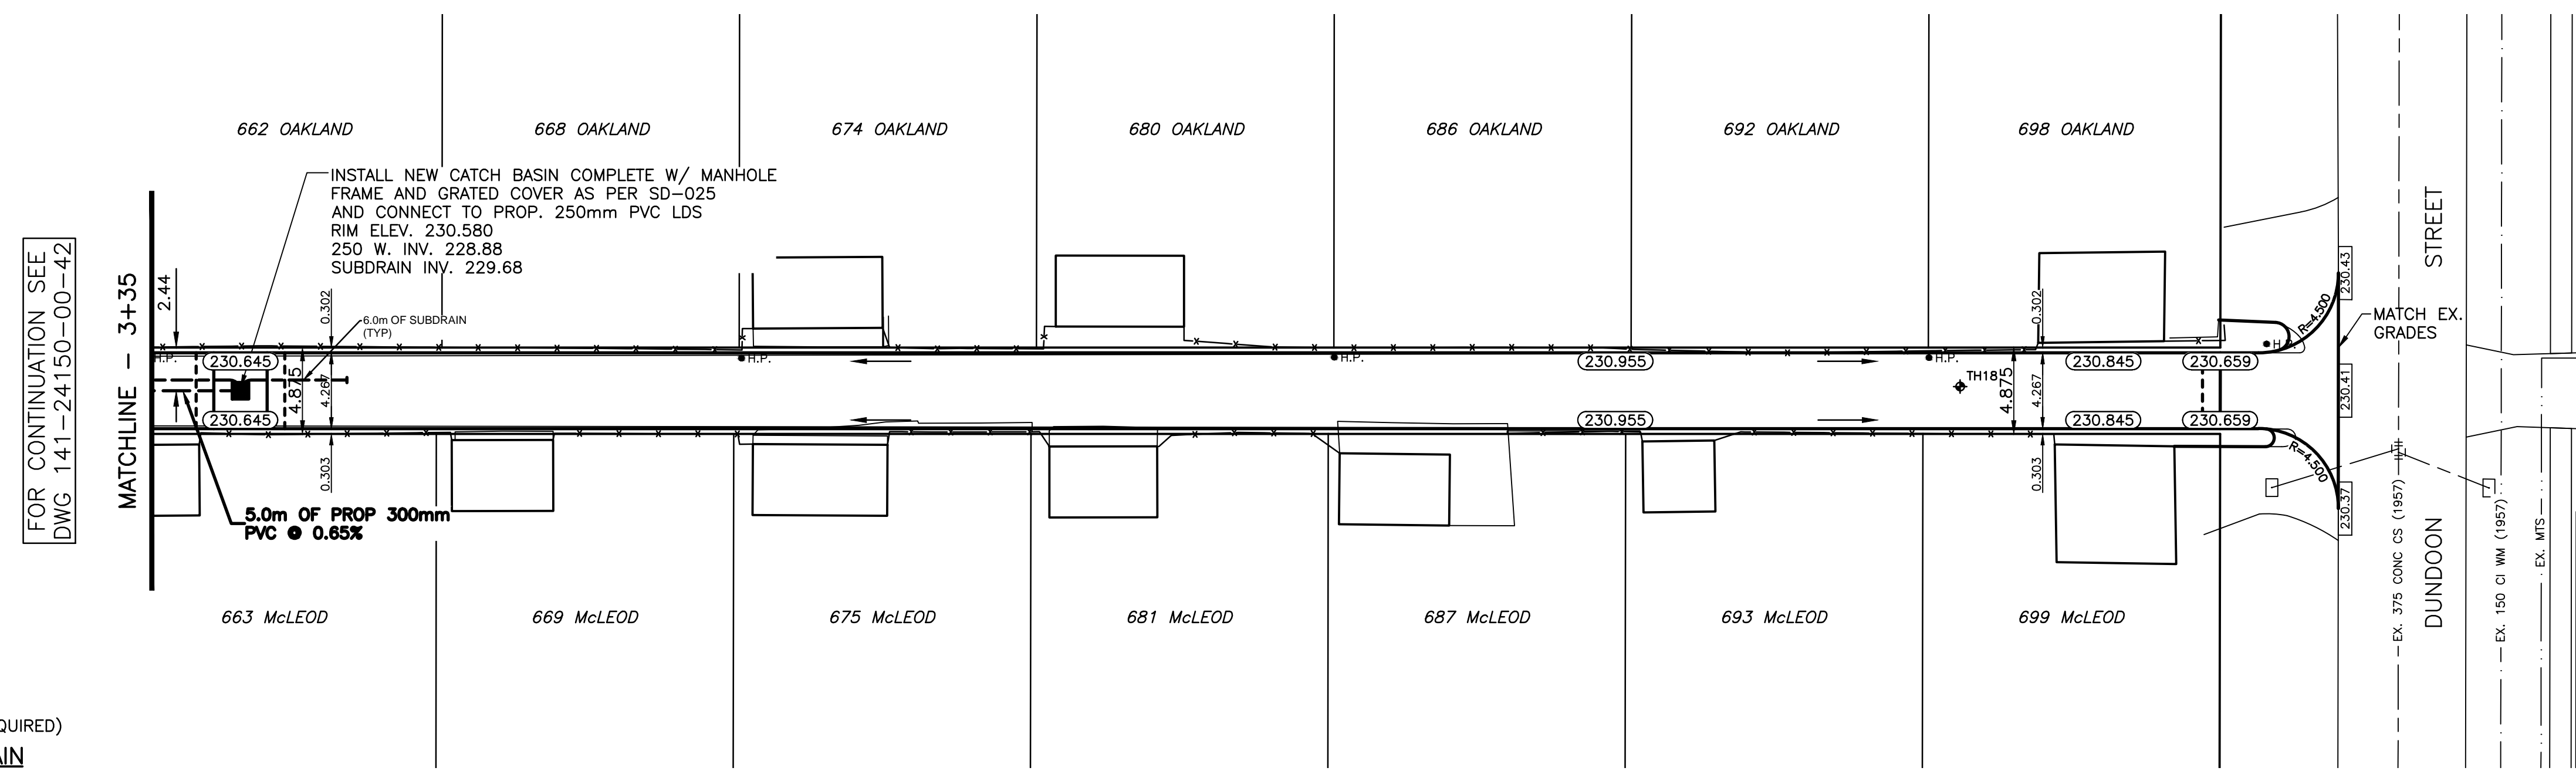 662 OAKLAND
668 OAKLAND
674 OAKLAND
680 OAKLAND
686 OAKLAND
692 OAKLAND
698 OAKLAND
INSTALL NEW CATCH BASIN COMPLETE W/ MANHOLE
FRAME AND GRATED COVER AS PER SD-025
AND CONNECT TO PROP. 250mm PVC LDS
RIM ELEV. 230.580
250 W. INV. 228.88
SUBDRAIN INV. 229.68
FOR CONTINUATION SEE
DWG 141-24150-00-42
MATCHLINE - 3+35
2.44
0.302
6.0m OF SUBDRAIN
(TYP)
H.P.
230.645
4.875
4.267
230.645
0.303
5.0m OF PROP 300mm
PVC @ 0.65%
H.P.
H.P.
230.955
230.955
H.P.
TH18
0.302
4.875
4.267
0.303
230.845
230.659
230.845
230.659
H.P.
R=4.500
R=4.500
230.43
230.41
230.37
MATCH EX.
GRADES
STREET
DUNDOON
EX. 375 CONC CS (1957)
EX. 150 CI WM (1957)
EX. MTS
663 McLEOD
669 McLEOD
675 McLEOD
681 McLEOD
687 McLEOD
693 McLEOD
699 McLEOD
QUIRED)
AIN